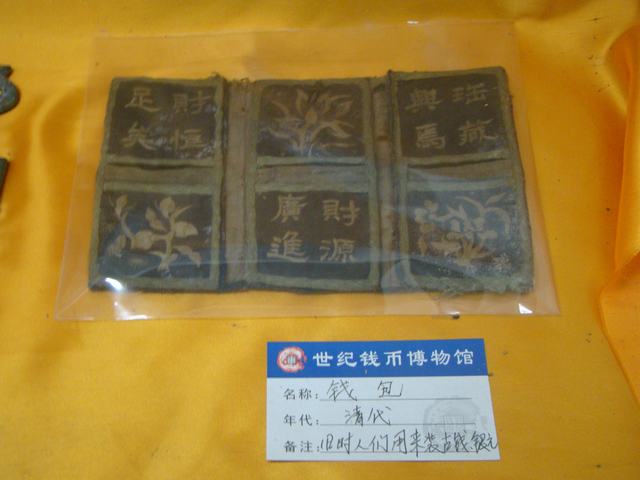 財恒
足矣
珤藏
興焉
財源
廣進
世纪钱币博物馆
名称: 钱包
年代: 清代
备注: 旧时人们用来装古钱银元